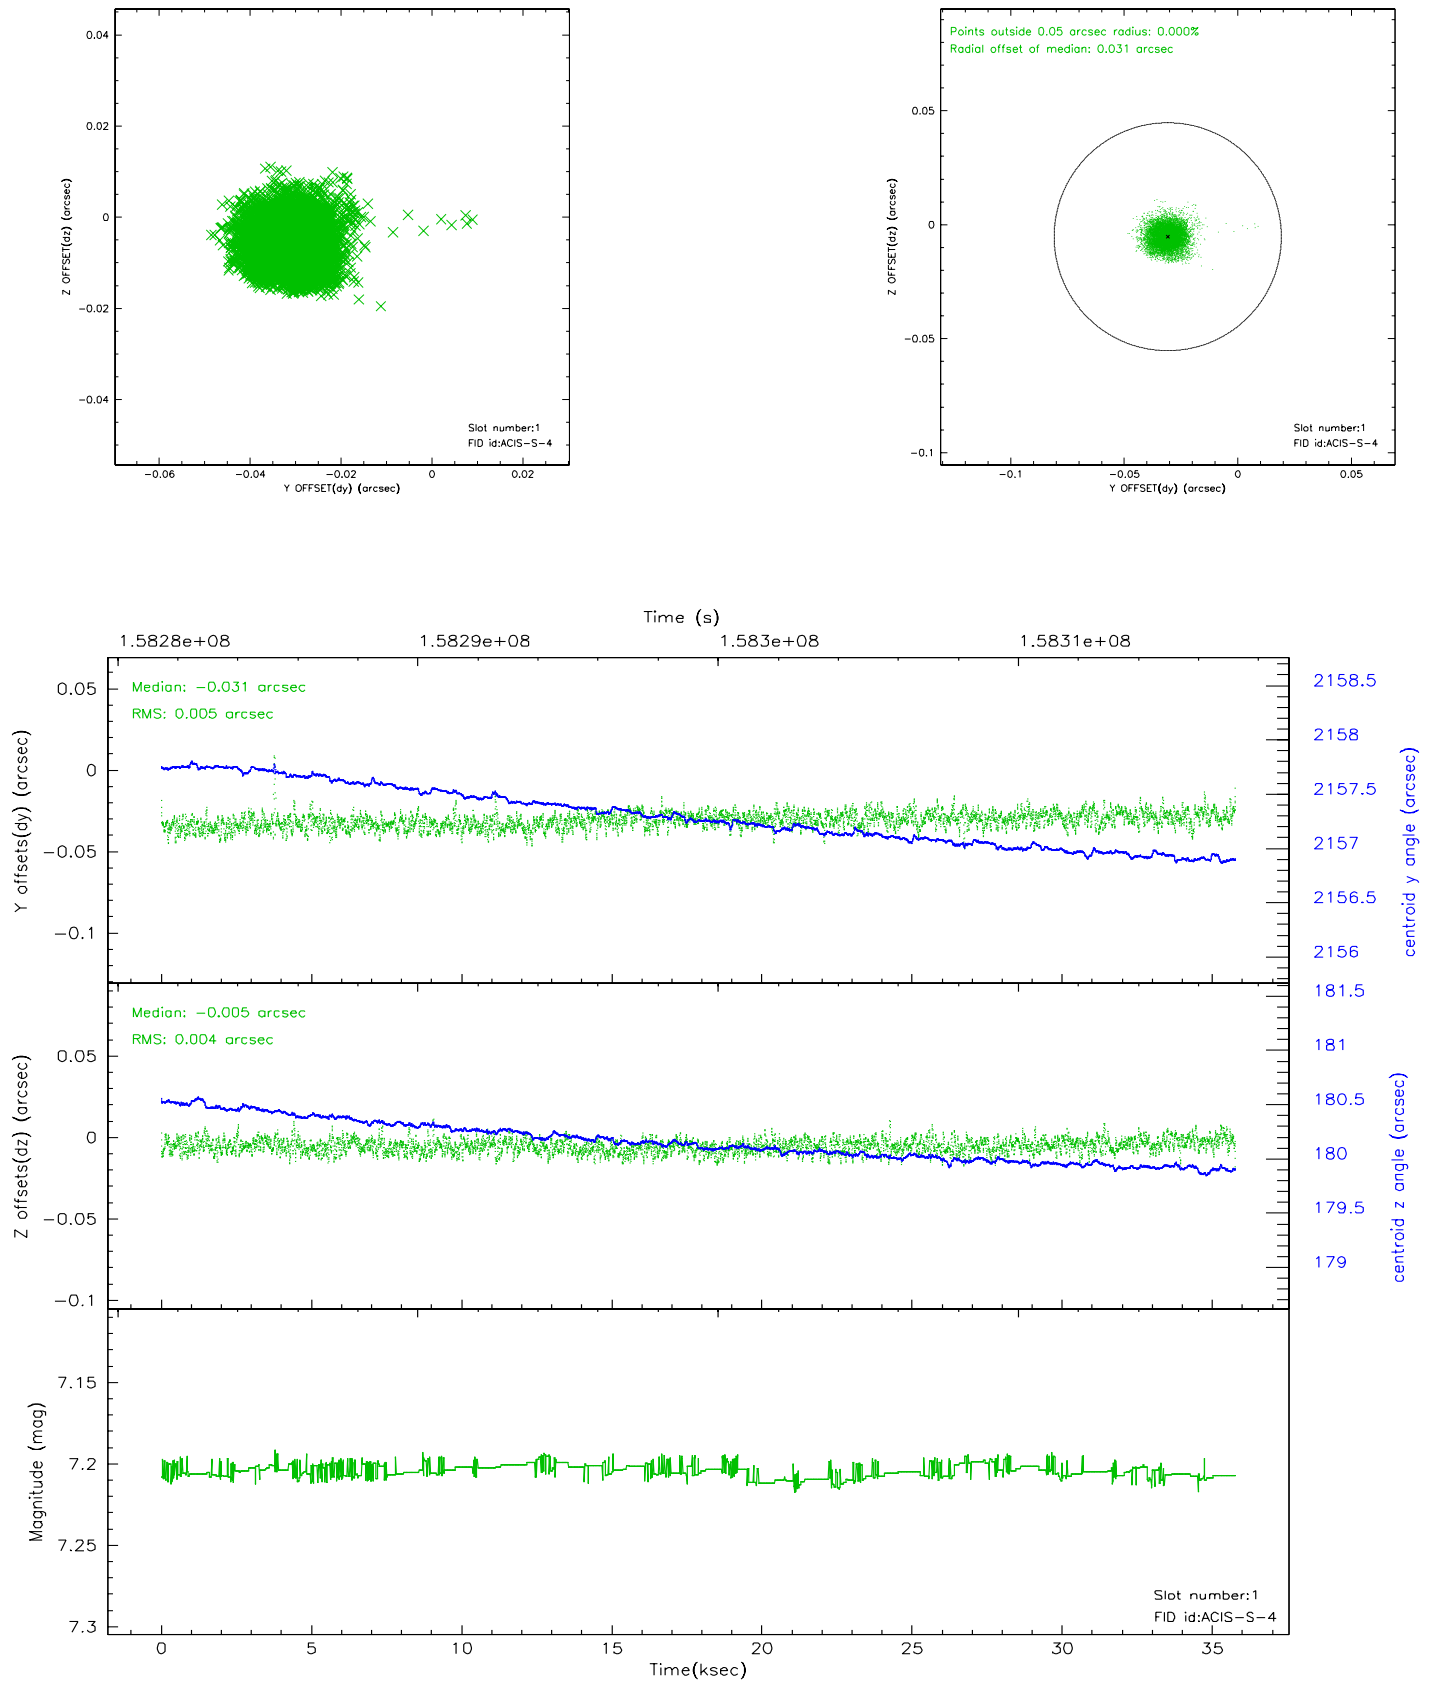 0.04
0.02
0
−0.02
−0.04
Z OFFSET(dz) (arcsec)
Slot number:1
FID id:ACIS−S−4
−0.06
−0.04
−0.02
0
0.02
Y OFFSET(dy) (arcsec)
Points outside 0.05 arcsec radius: 0.000%
Radial offset of median: 0.031 arcsec
0.05
0
−0.05
−0.1
Z OFFSET(dz) (arcsec)
Slot number:1
FID id:ACIS−S−4
−0.1
−0.05
0
0.05
Y OFFSET(dy) (arcsec)
Time (s)
1.5828e+08
1.5829e+08
1.583e+08
1.5831e+08
Median: −0.031 arcsec
RMS: 0.005 arcsec
0.05
0
−0.05
−0.1
Y offsets(dy) (arcsec)
2158.5
2158
2157.5
2157
2156.5
2156
centroid y angle (arcsec)
Median: −0.005 arcsec
RMS: 0.004 arcsec
0.05
0
−0.05
−0.1
Z offsets(dz) (arcsec)
181.5
181
180.5
180
179.5
179
centroid z angle (arcsec)
7.15
7.2
7.25
7.3
Magnitude (mag)
Slot number:1
FID id:ACIS−S−4
0
5
10
15
20
25
30
35
Time(ksec)